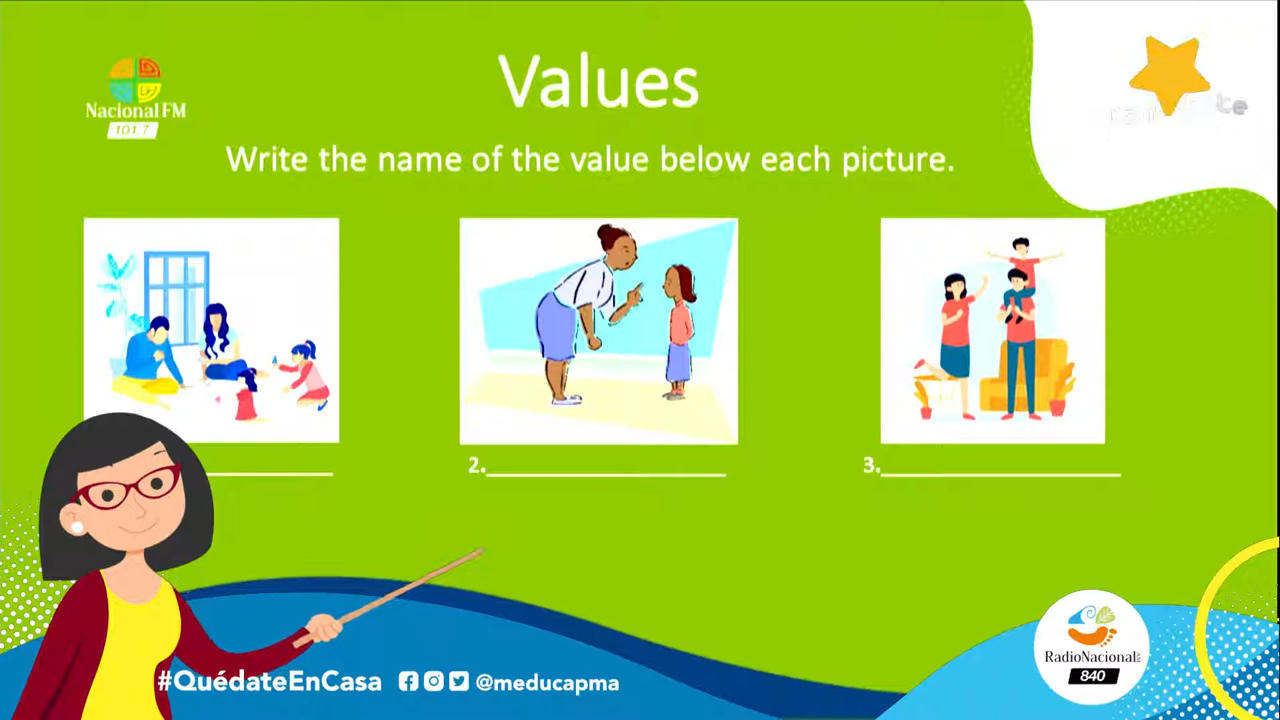 Values
Nacional FM
101.7
Write the name of the value below each picture.
2.
3.
RadioNacional
840
#QuédateEnCasa @meducapma